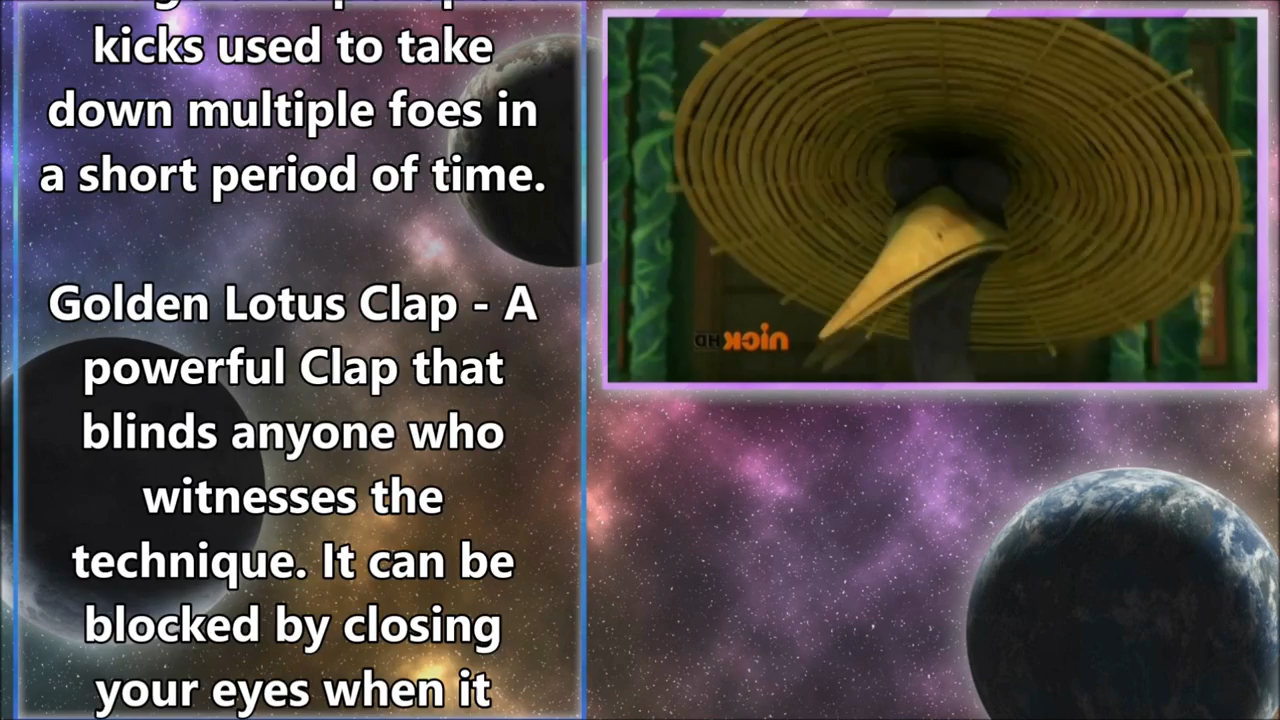 kicks used to take
down multiple foes in
a short period of time.
Golden Lotus Clap - A
powerful Clap that
blinds anyone who
witnesses the
technique. It can be
blocked by closing
your eyes when it
nick HD